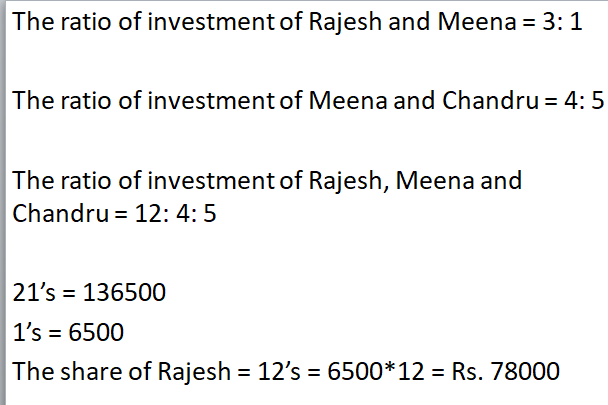 The ratio of investment of Rajesh and Meena = 3: 1
The ratio of investment of Meena and Chandru = 4: 5
The ratio of investment of Rajesh, Meena and
Chandru = 12: 4: 5
21’s = 136500
1’s = 6500
The share of Rajesh = 12’s = 6500*12 = Rs. 78000